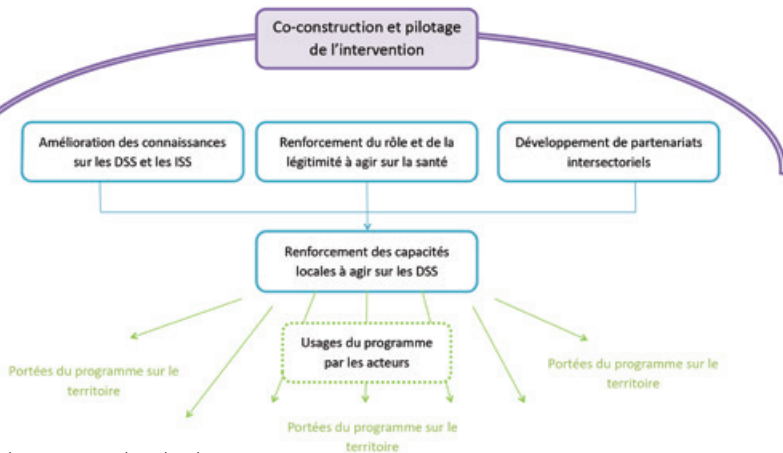 Co-construction et pilotage
de l'intervention
Amélioration des connaissances
sur les DSS et les ISS
Renforcement du rôle et de la
légitimité à agir sur la santé
Développement de partenariats
intersectoriels
Renforcement des capacités
locales à agir sur les DSS
Usages du programme
par les acteurs
Portées du programme sur le
territoire
Portées du programme sur le
territoire
Portées du programme sur le
territoire